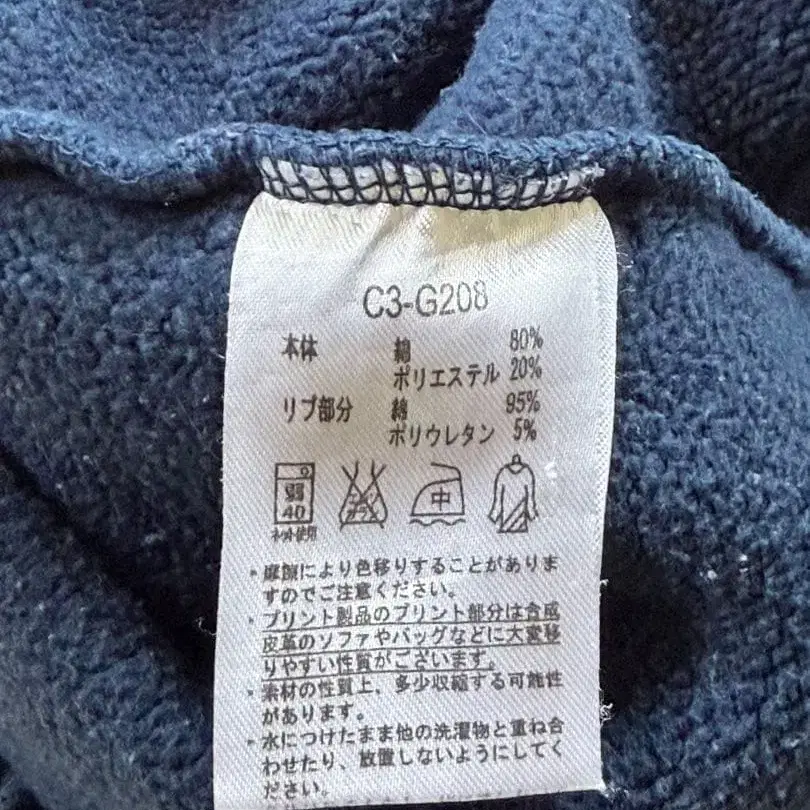 C3-G208
本体 綿 80%
ポリエステル 20%
リブ部分 綿 95%
ポリウレタン 5%
弱 中
40
ネット使用
・摩擦により色移りすることがありま
すのでご注意ください。
・プリント製品のプリント部分は合成
皮革のソファやバッグなどに大変移
りやすい性質がございます。
・素材の性質上、多少収縮する可能性
があります。
・水につけたまま他の洗濯物と重ね合
わせたり、放置しないようにしてく
ださい。